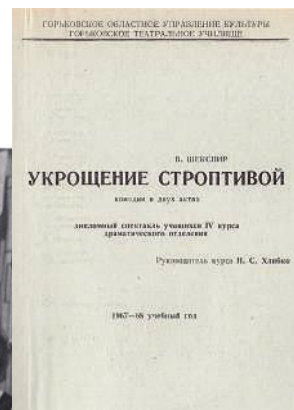 ГОРЬКОВСКОЕ ОБЛАСТНОЕ УПРАВЛЕНИЕ КУЛЬТУРЫ
ГОРЬКОВСКОЕ ТЕАТРАЛЬНОЕ УЧИЛИЩЕ
В. ШЕКСПИР
УКРОЩЕНИЕ СТРОПТИВОЙ
комедия в двух актах
дипломный спектакль учащихся IV курса
драматического отделения
Руководитель курса Н. С. Хлибко
1967—68 учебный год